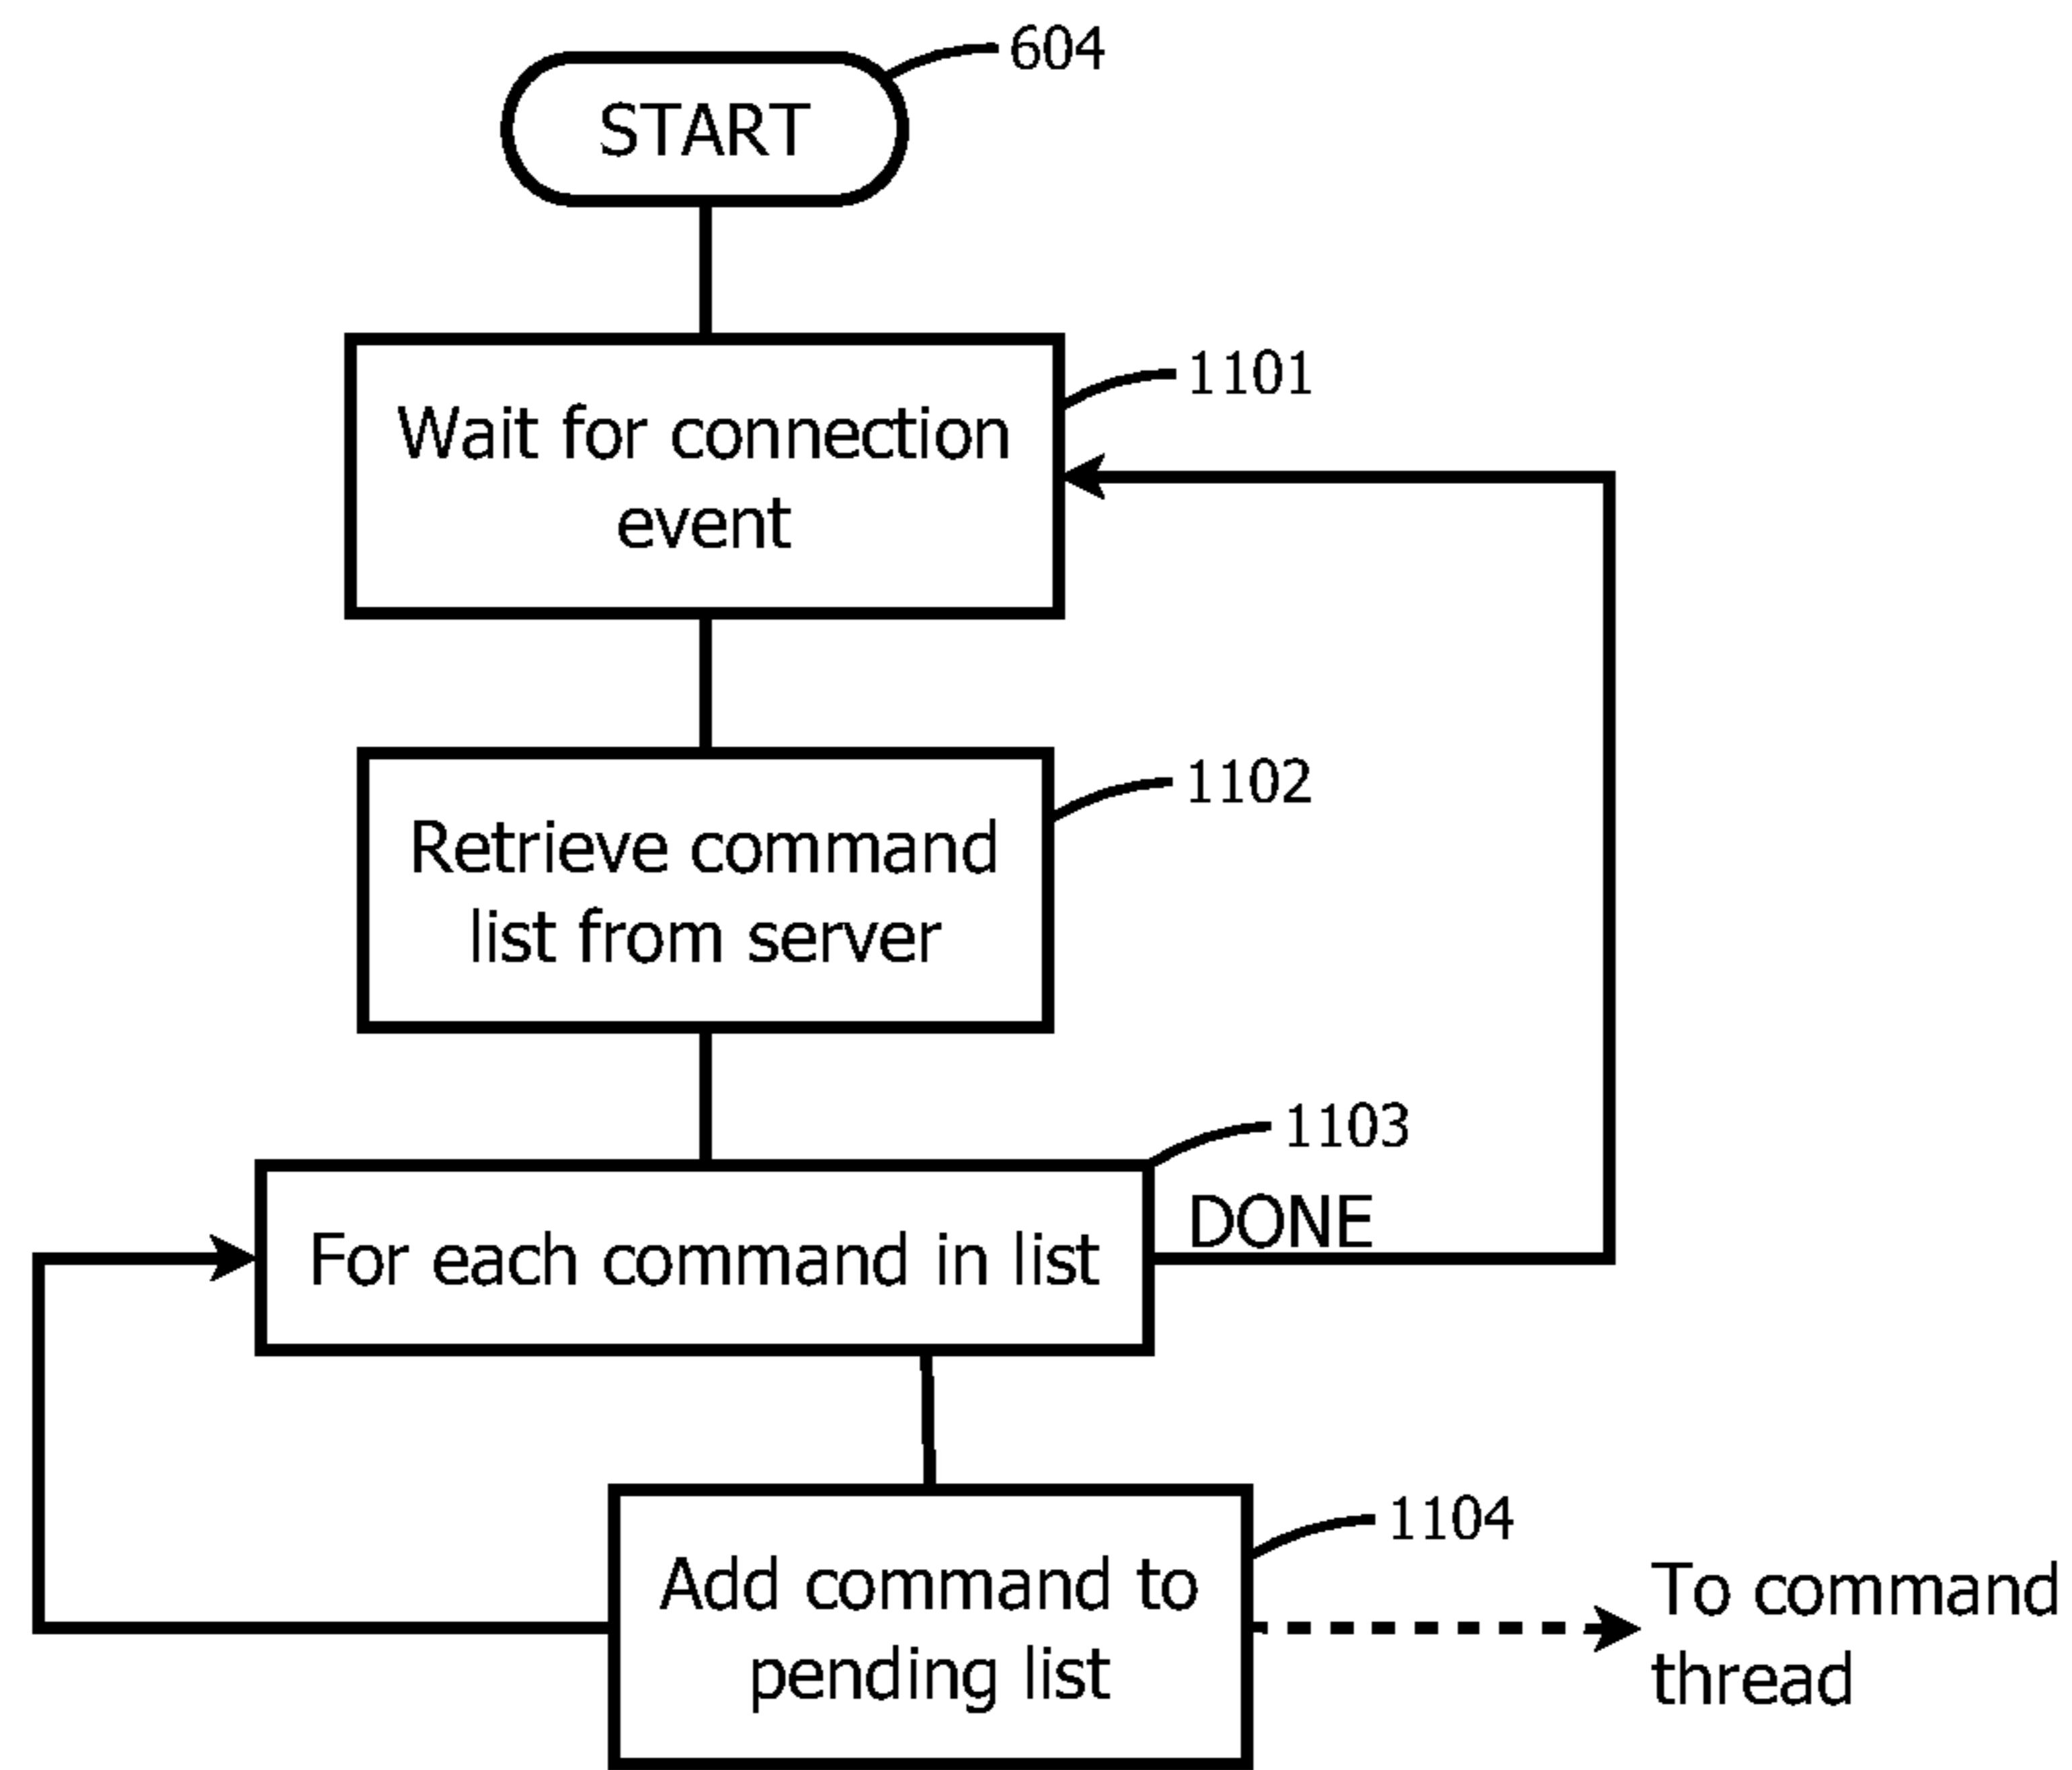 604
START
1101
Wait for connection
event
1102
Retrieve command
list from server
1103
DONE
For each command in list
1104
Add command to
pending list
To command
thread